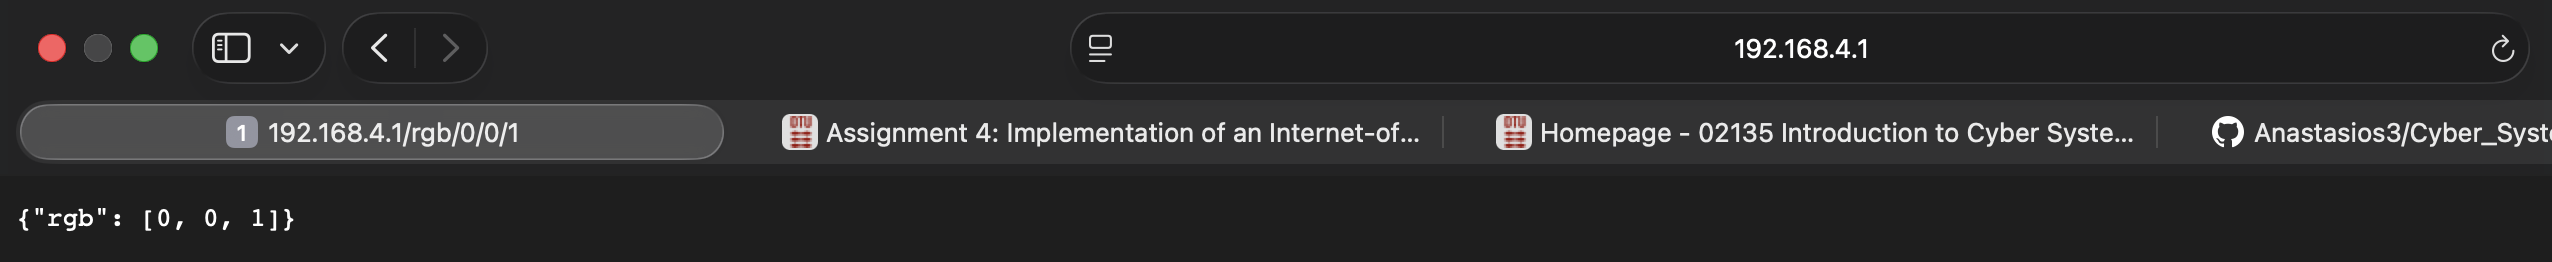 192.168.4.1
1 192.168.4.1/rgb/0/0/1
Assignment 4: Implementation of an Internet-of...
Homepage - 02135 Introduction to Cyber Syste...
Anastasios3/Cyber_Syst
{"rgb": [0, 0, 1]}